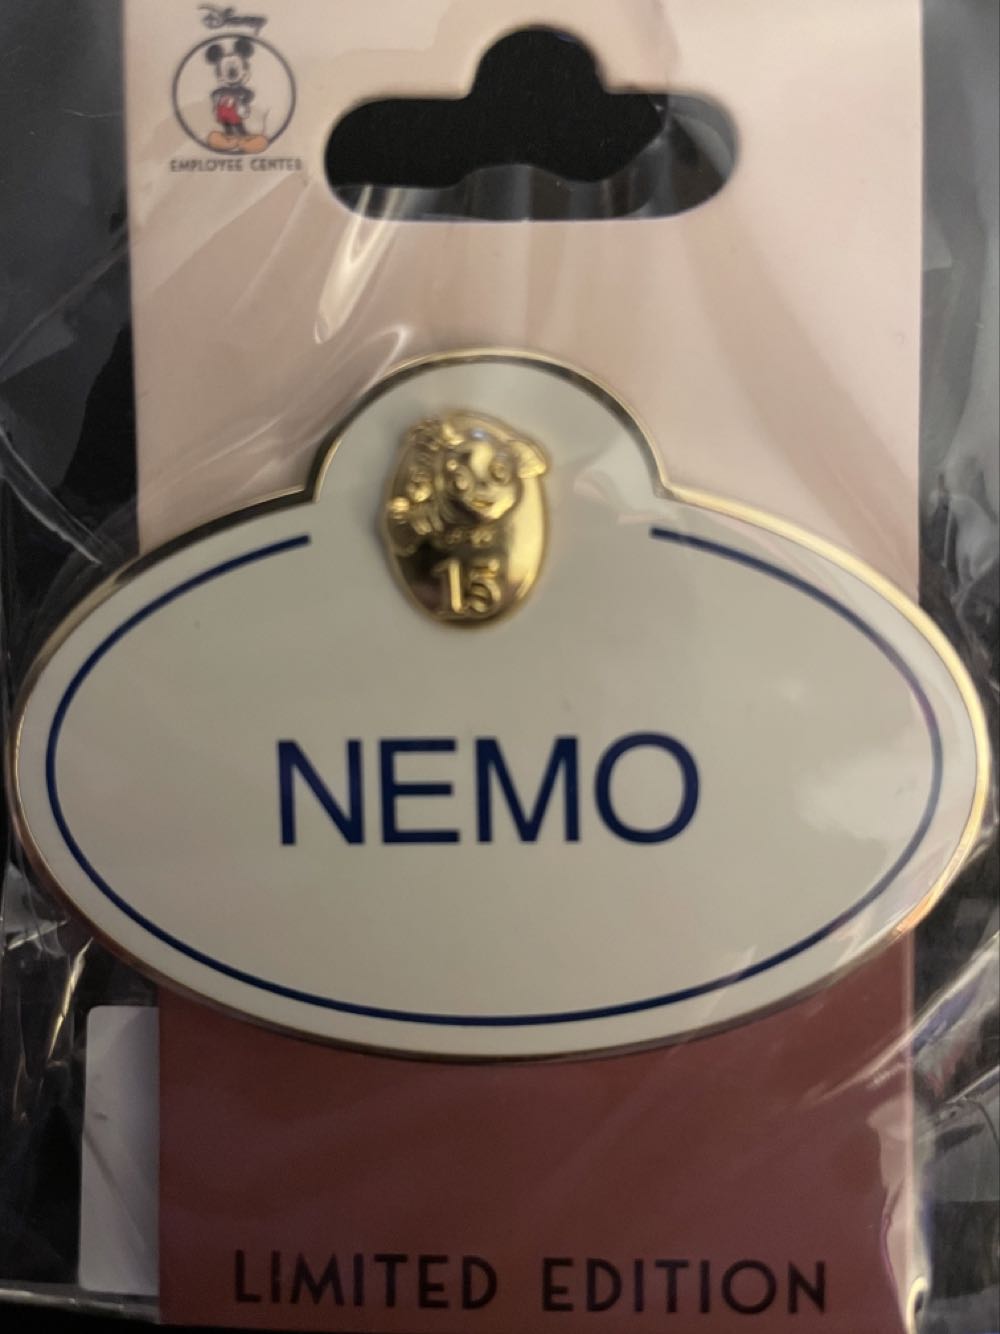 Disney
EMPLOYEE CENTER
15
NEMO
LIMITED EDITION